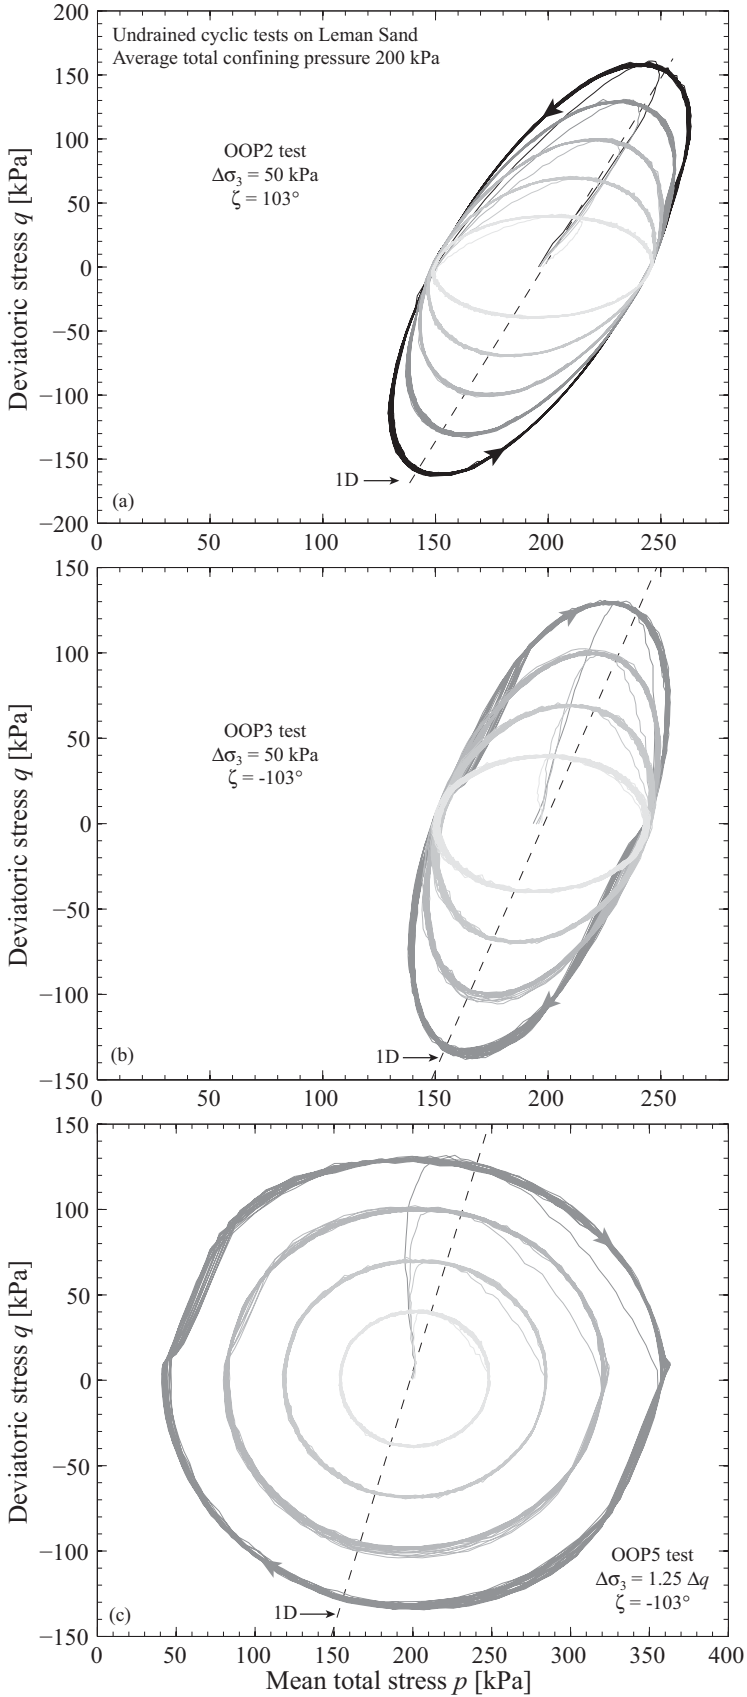 Undrained cyclic tests on Leman Sand
Average total confining pressure 200 kPa
OOP2 test
Δσ₃ = 50 kPa
ζ = 103°
Deviatoric stress q [kPa]
200
150
100
50
0
−50
−100
−150
−200
1D
(a)
0 50 100 150 200 250
150
100
50
0
−50
−100
−150
Deviatoric stress q [kPa]
OOP3 test
Δσ₃ = 50 kPa
ζ = -103°
1D
(b)
0 50 100 150 200 250
150
100
50
0
−50
−100
−150
Deviatoric stress q [kPa]
OOP5 test
Δσ₃ = 1.25 Δq
ζ = -103°
1D
(c)
0 50 100 150 200 250 300 350 400
Mean total stress p [kPa]